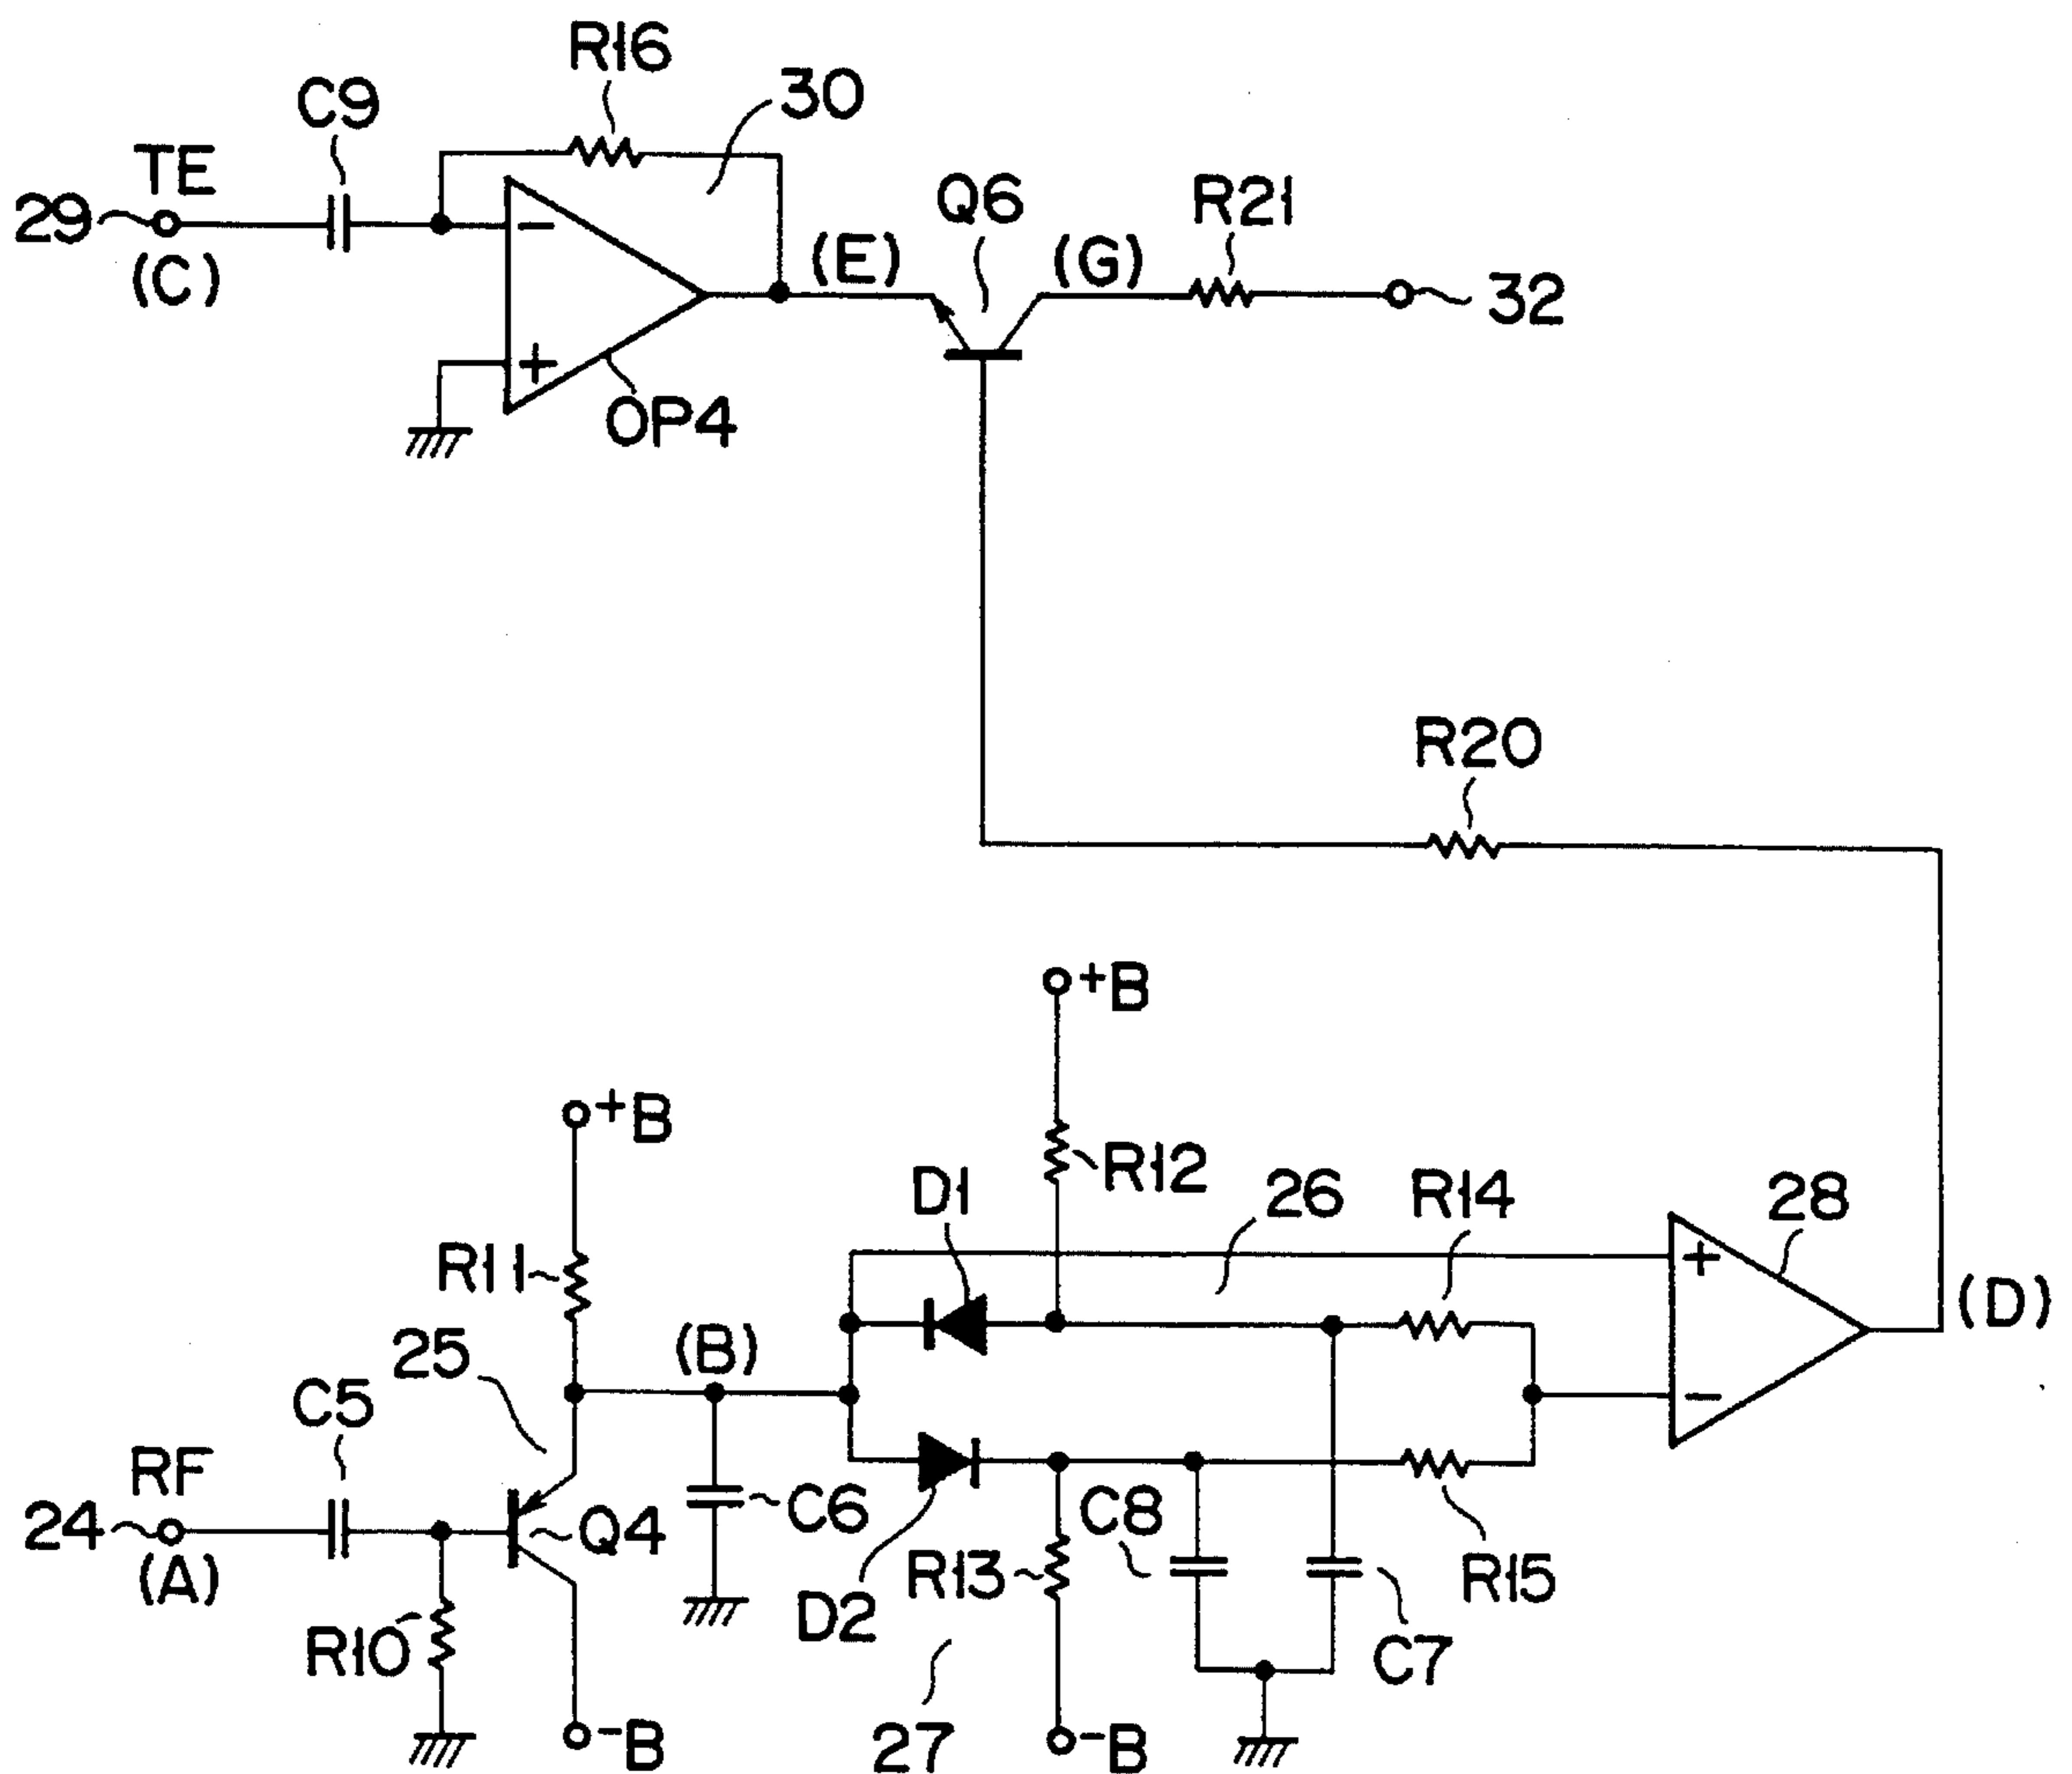 R16
30
C9
TE
29
(C)
−
+
OP4
(E)
Q6
(G)
R21
32
R20
+B
+B
R12
D1
26
R14
28
+
−
(D)
R11
25
(B)
C5
RF
24
(A)
Q4
C6
R10
D2
R13
C8
C7
R15
27
-B
-B